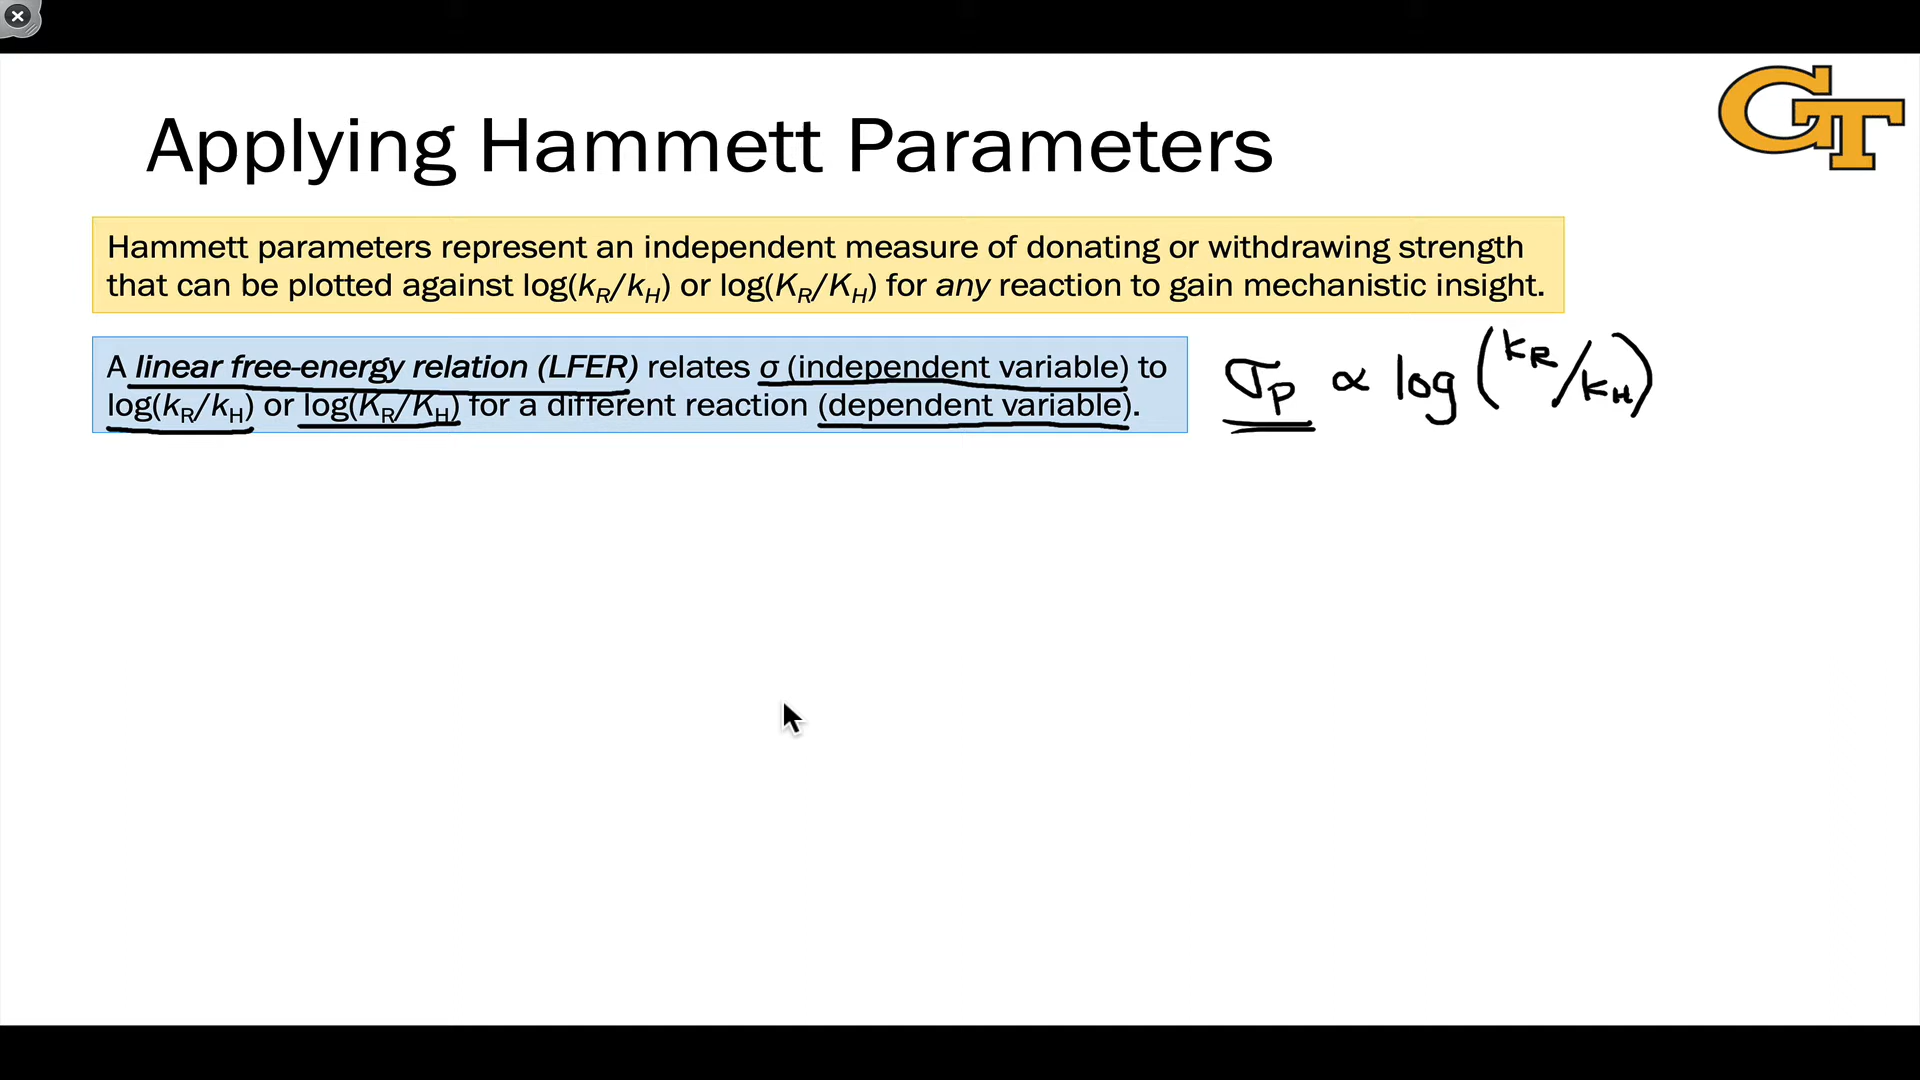 GT
Applying Hammett Parameters
Hammett parameters represent an independent measure of donating or withdrawing strength
that can be plotted against log(kR/kH) or log(KR/KH) for any reaction to gain mechanistic insight.
A linear free-energy relation (LFER) relates σ (independent variable) to
log(kR/kH) or log(KR/KH) for a different reaction (dependent variable).
σp ∝ log (kR/kH)